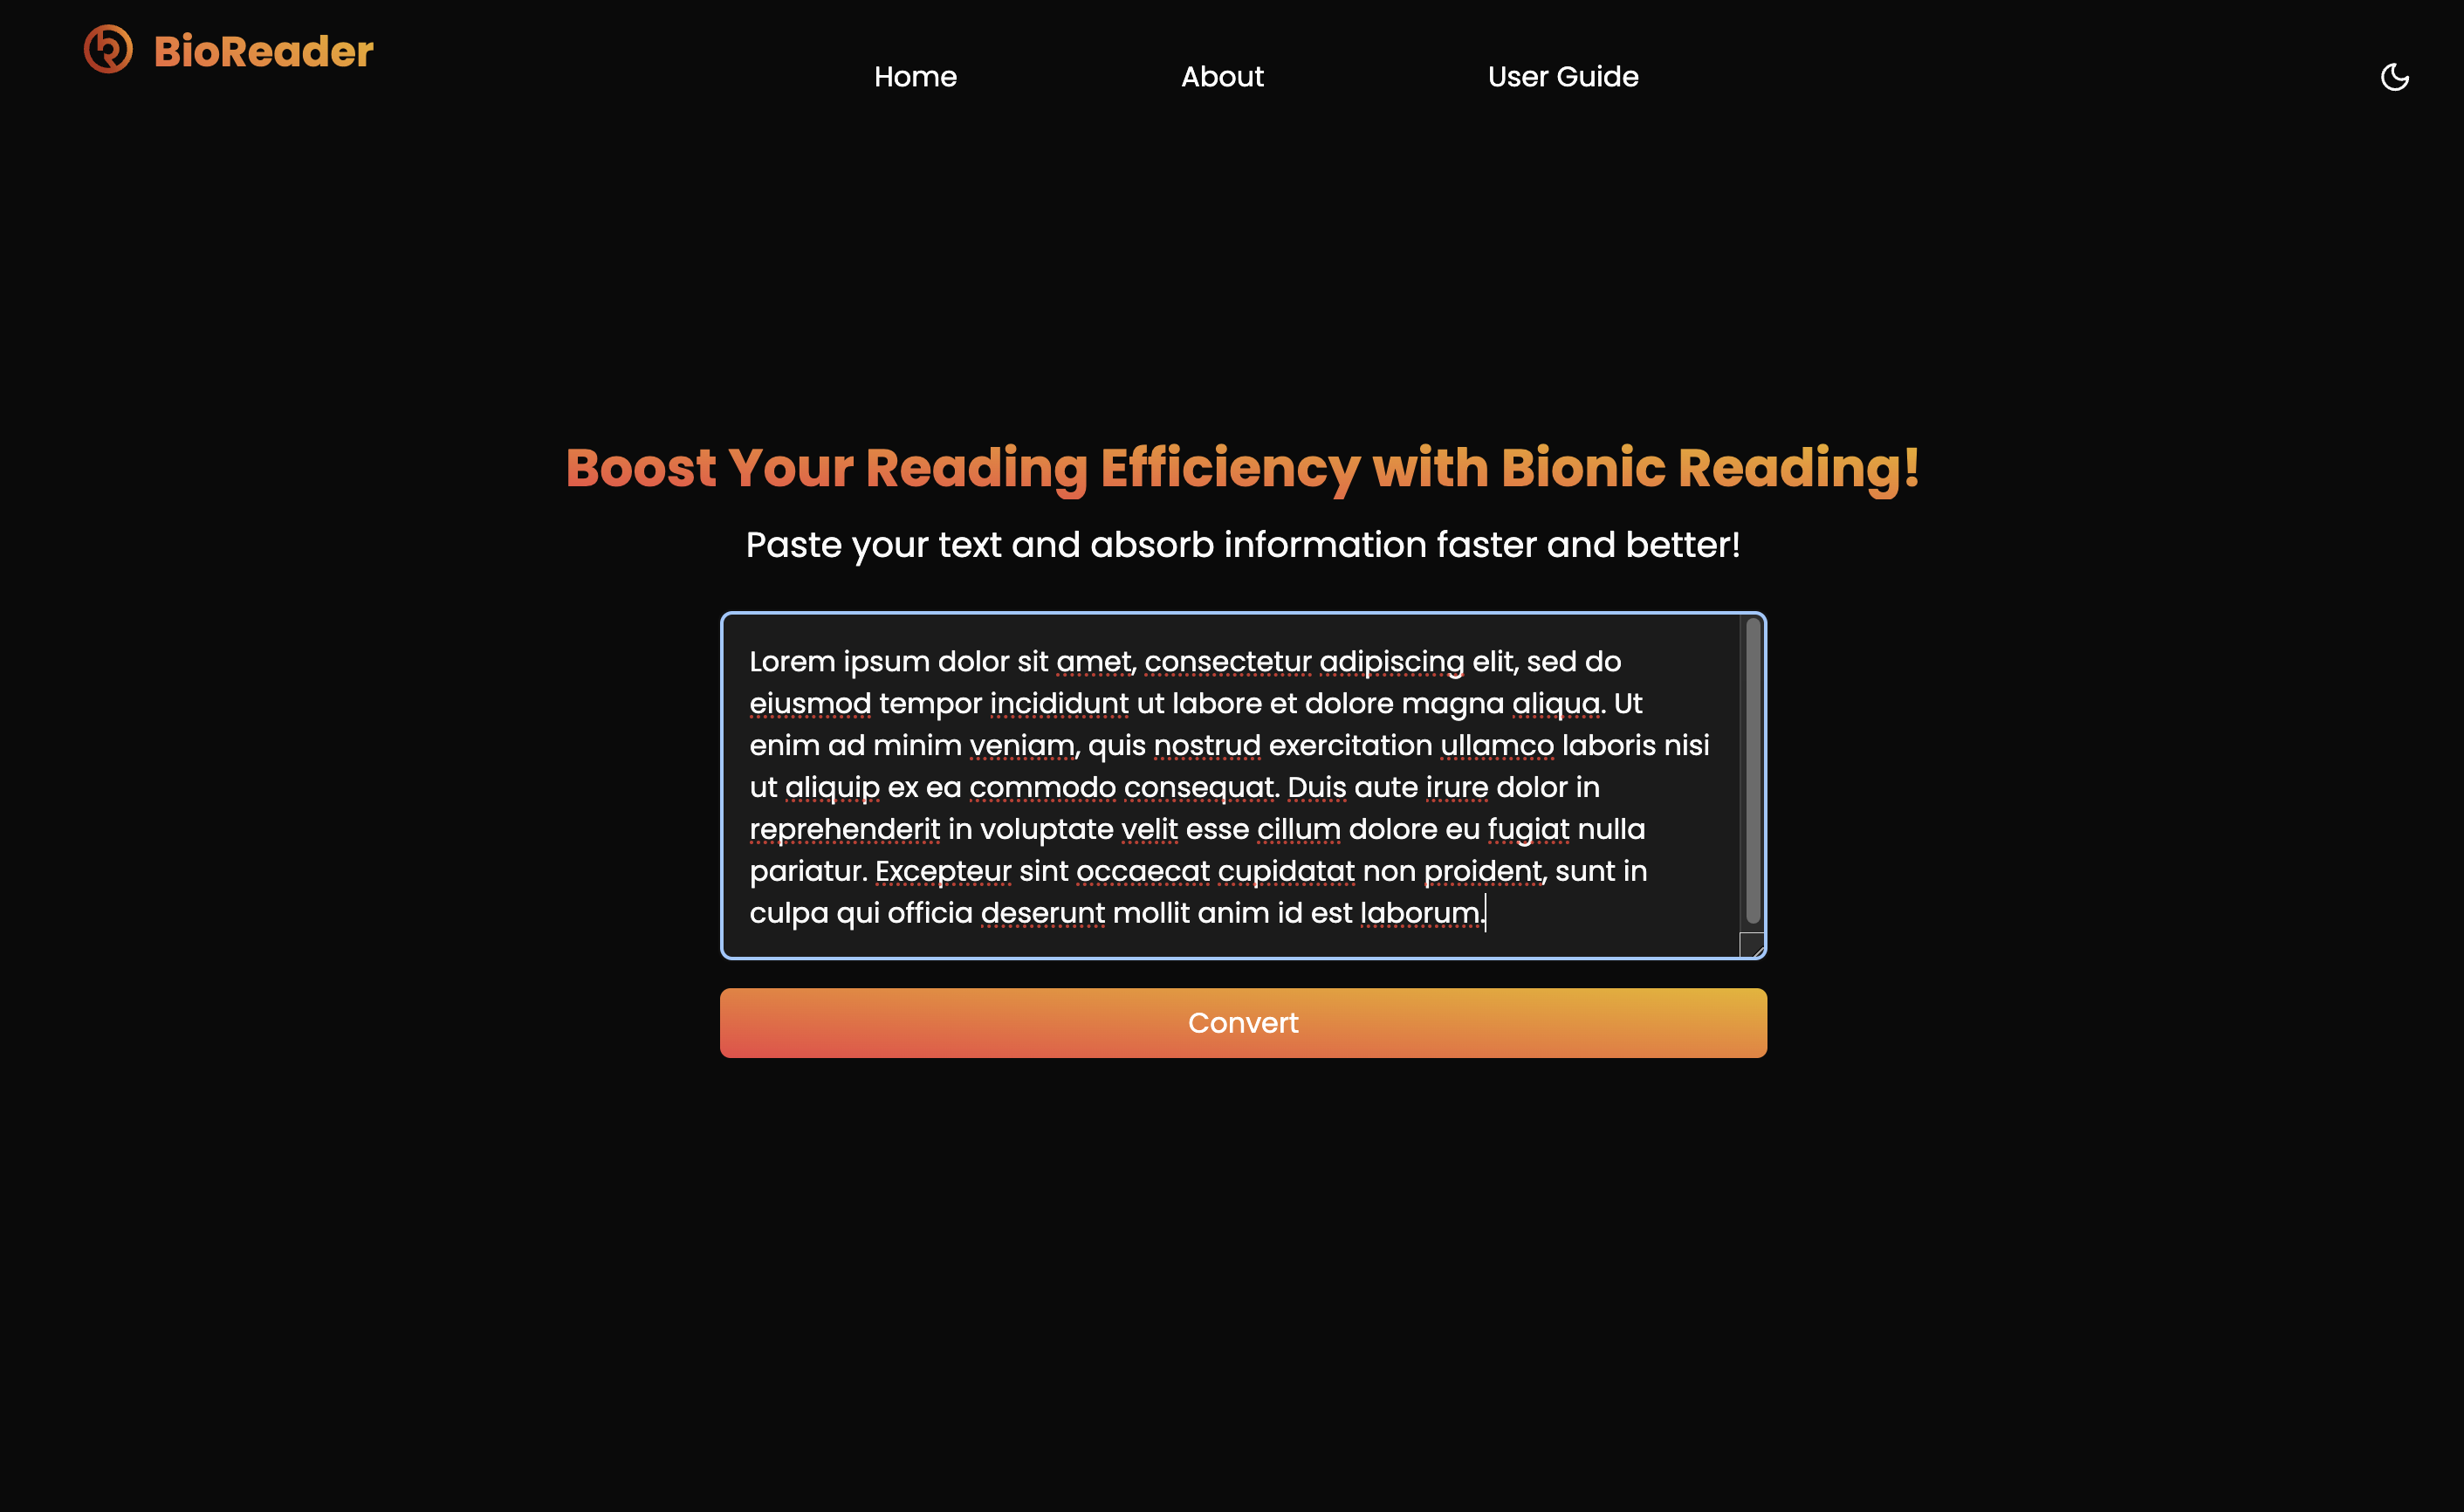 BioReader
Home
About
User Guide
Boost Your Reading Efficiency with Bionic Reading!
Paste your text and absorb information faster and better!
Lorem ipsum dolor sit amet, consectetur adipiscing elit, sed do
eiusmod tempor incididunt ut labore et dolore magna aliqua. Ut
enim ad minim veniam, quis nostrud exercitation ullamco laboris nisi
ut aliquip ex ea commodo consequat. Duis aute irure dolor in
reprehenderit in voluptate velit esse cillum dolore eu fugiat nulla
pariatur. Excepteur sint occaecat cupidatat non proident, sunt in
culpa qui officia deserunt mollit anim id est laborum.
Convert